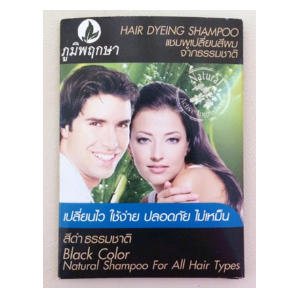 ภูมิพฤกษา
HAIR DYEING SHAMPOO
แชมพูเปลี่ยนสีผม
จากธรรมชาติ
Natural
เปลี่ยนไว ใช้ง่าย ปลอดภัย ไม่เหม็น
สีดำธรรมชาติ
Black Color
Natural Shampoo For All Hair Types